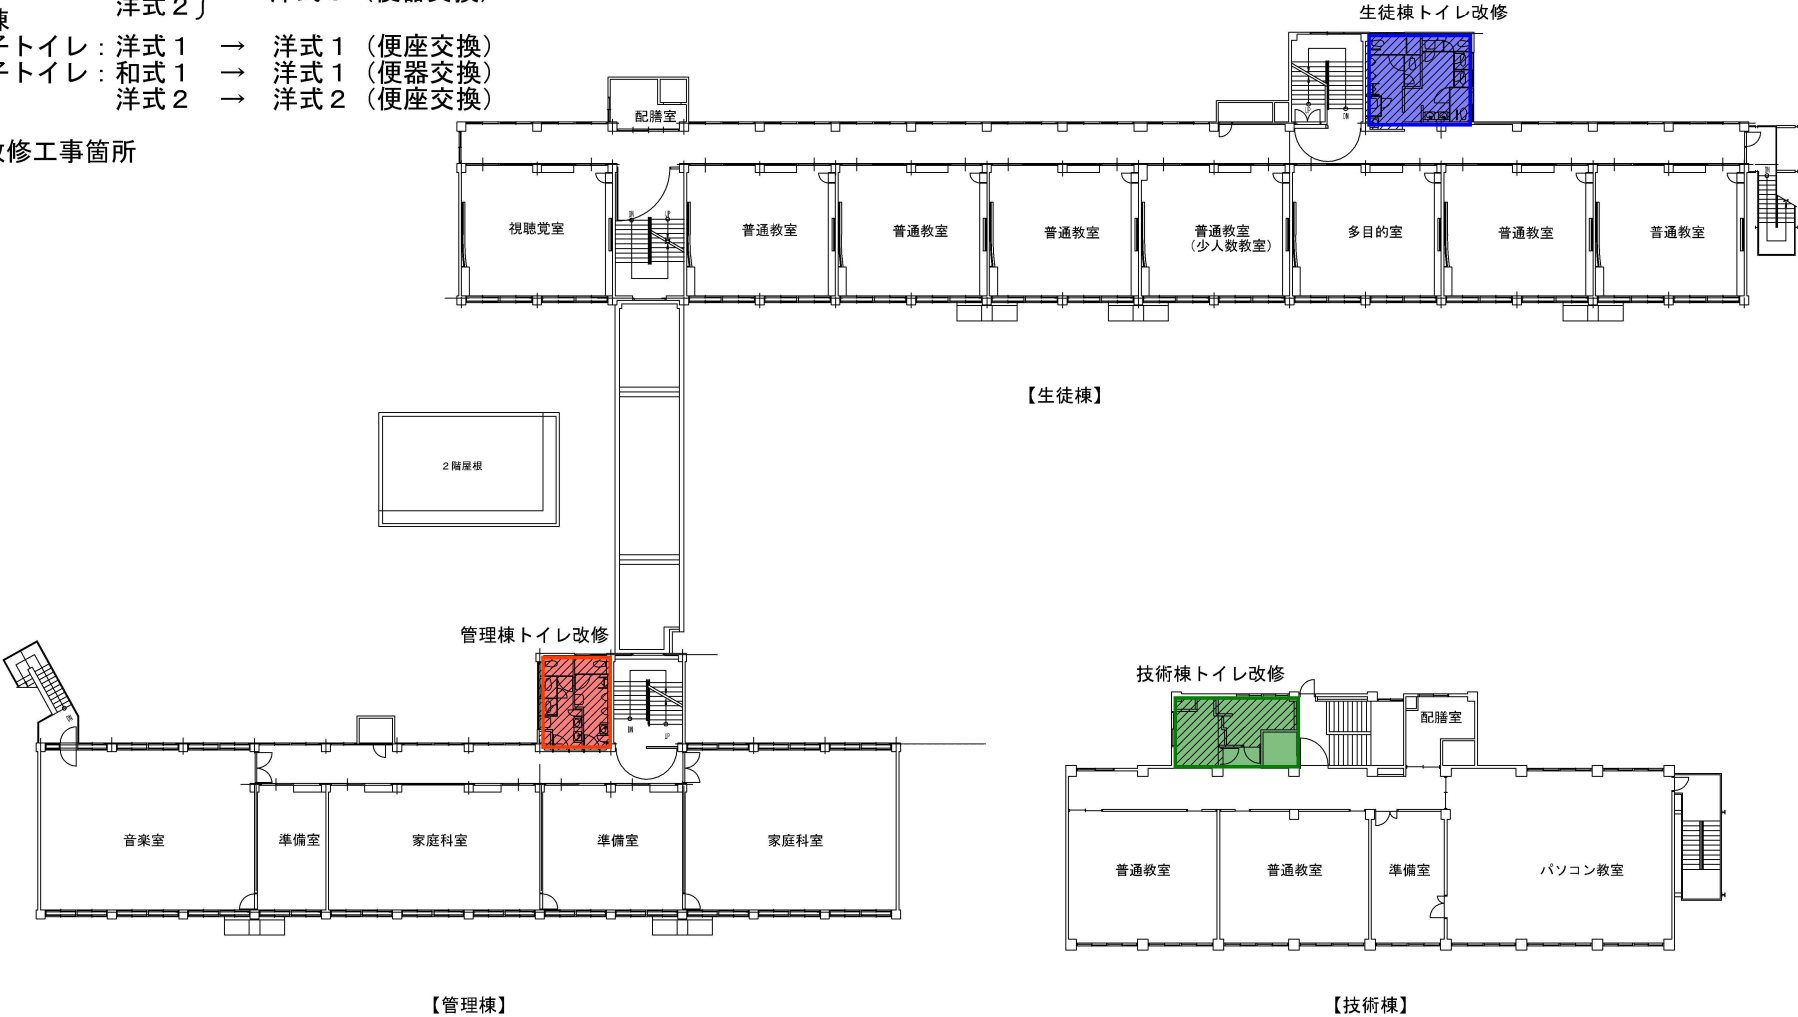 洋式２
棟
子トイレ：洋式１　→　洋式１（便座交換）
子トイレ：和式１　→　洋式１（便器交換）
洋式２　→　洋式２（便座交換）
改修工事箇所
生徒棟トイレ改修
配膳室
視聴覚室
普通教室
普通教室
普通教室
普通教室
（少人数教室）
多目的室
普通教室
普通教室
DN
UP
DN
DN
【生徒棟】
２階屋根
管理棟トイレ改修
DN
DN
UP
音楽室
準備室
家庭科室
準備室
家庭科室
【管理棟】
技術棟トイレ改修
配膳室
普通教室
普通教室
準備室
パソコン教室
【技術棟】